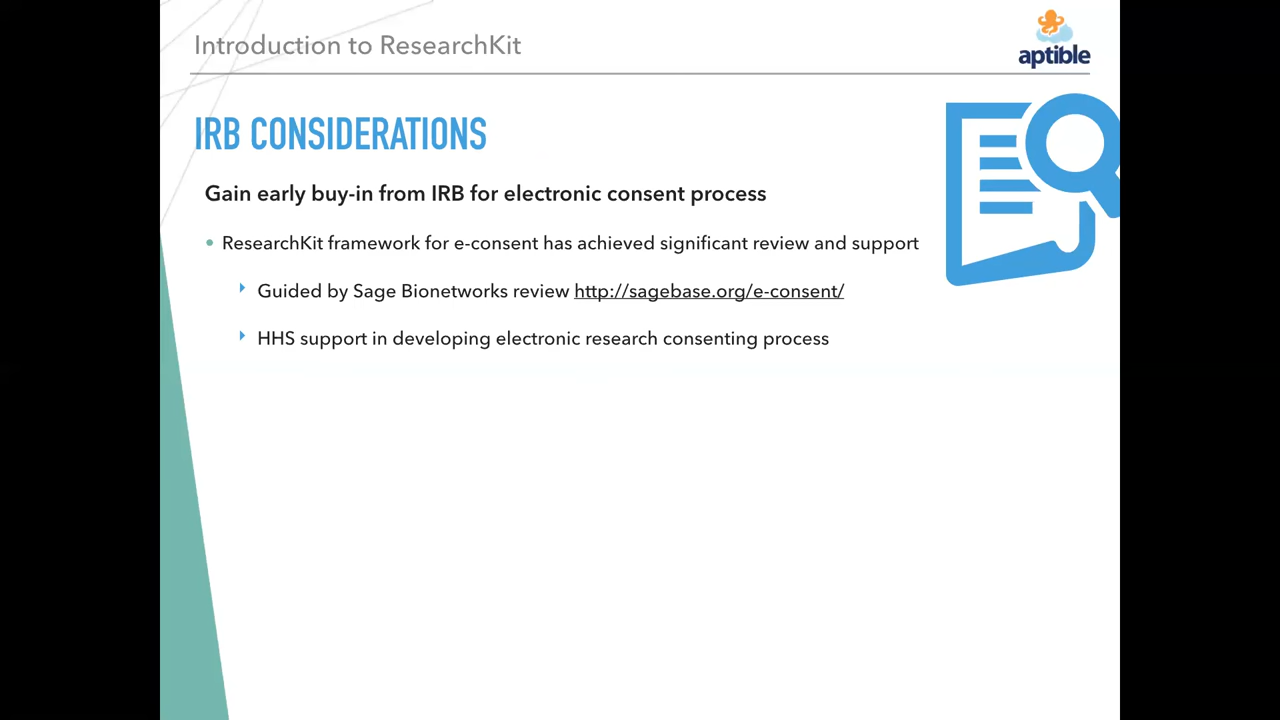 Introduction to ResearchKit
aptible
IRB CONSIDERATIONS
Gain early buy-in from IRB for electronic consent process
• ResearchKit framework for e-consent has achieved significant review and support
Guided by Sage Bionetworks review http://sagebase.org/e-consent/
HHS support in developing electronic research consenting process